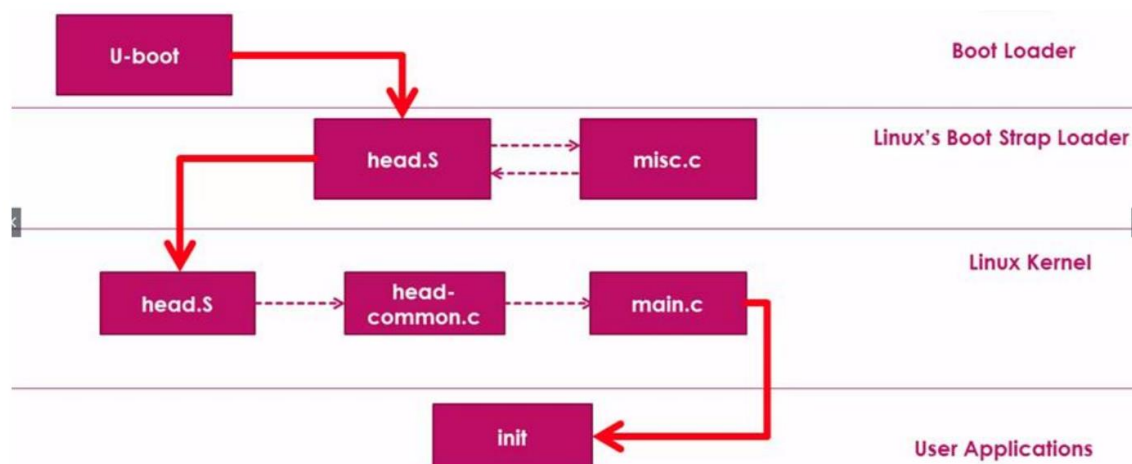 U-boot
Boot Loader
head.S
misc.c
Linux's Boot Strap Loader
Linux Kernel
head.S
head-
common.c
main.c
init
User Applications